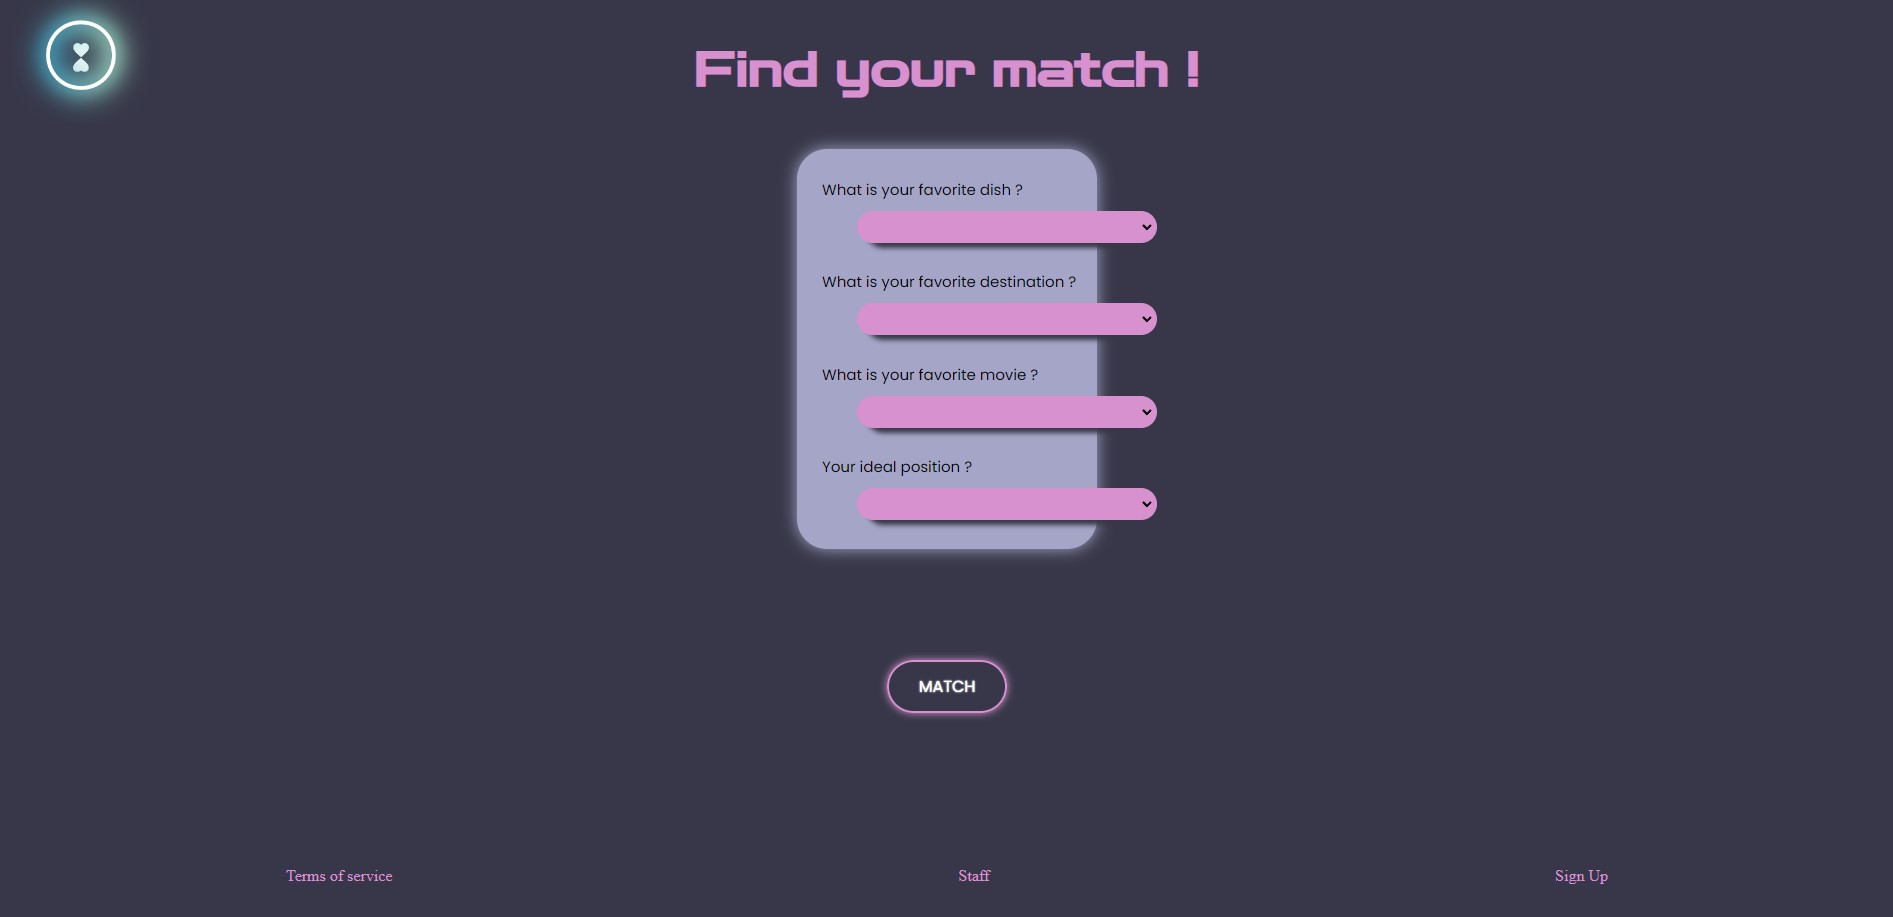 Find your match !
What is your favorite dish ?
What is your favorite destination ?
What is your favorite movie ?
Your ideal position ?
MATCH
Terms of service
Staff
Sign Up